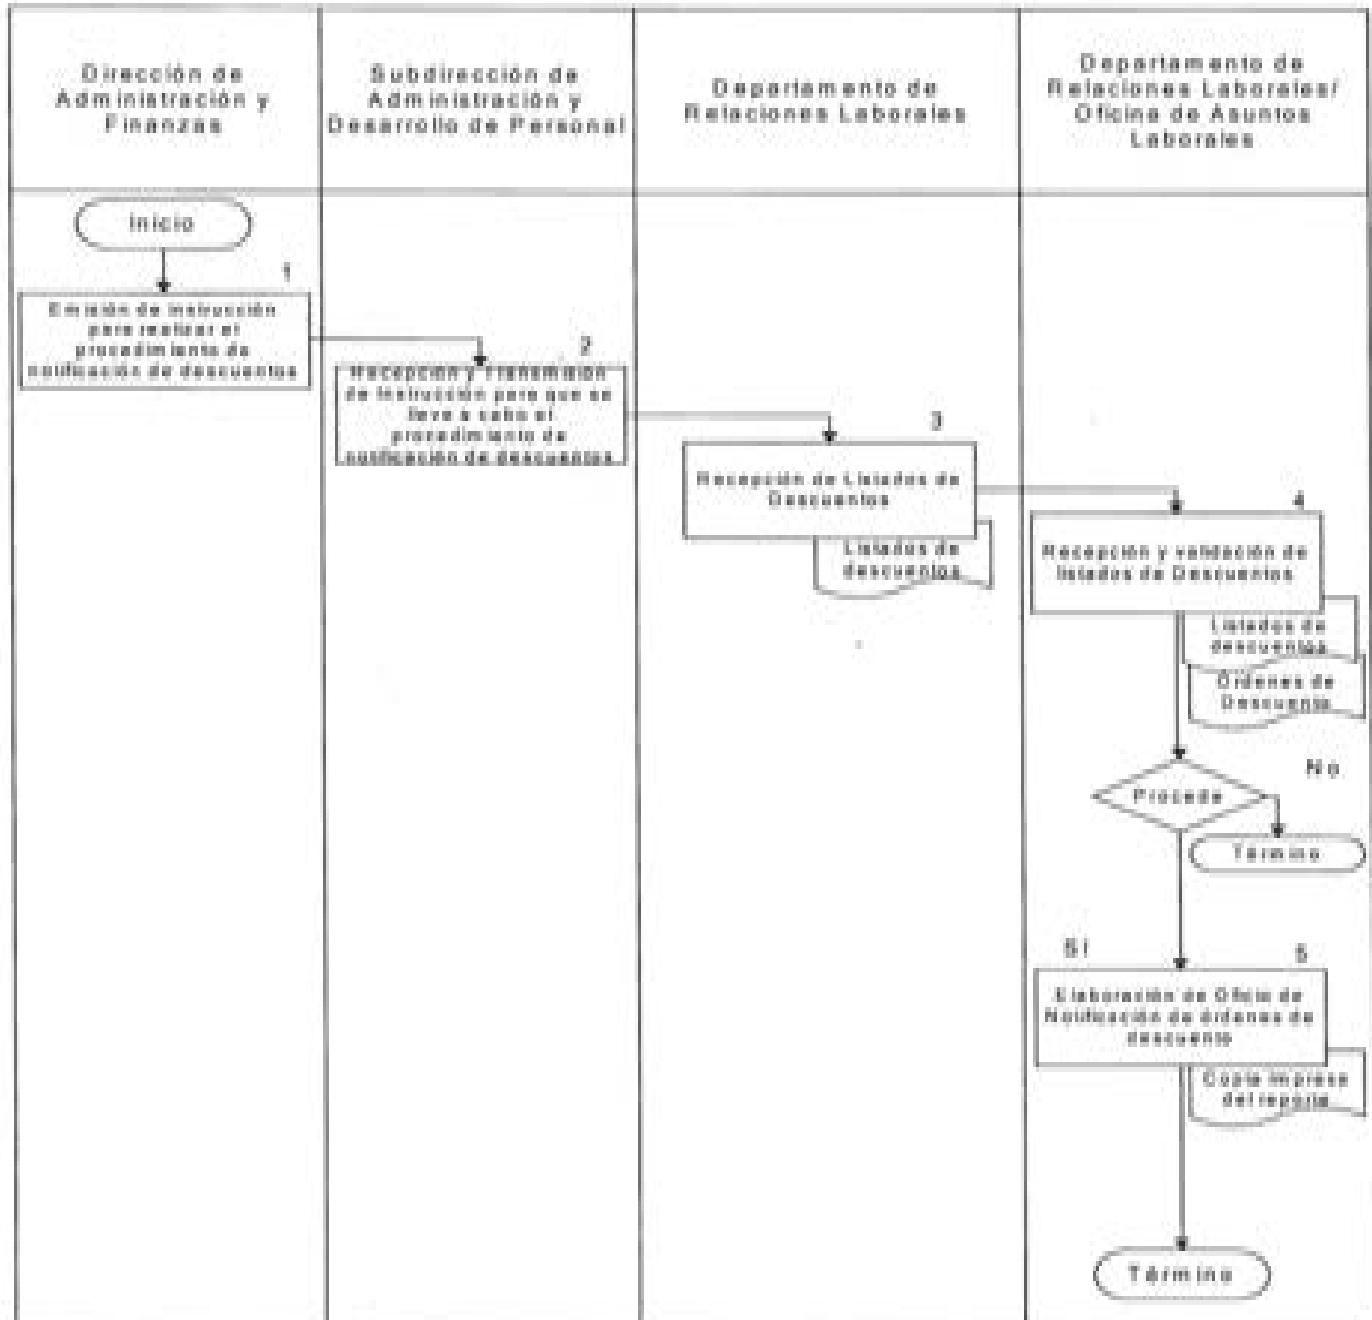 Dirección de
Administración y
Finanzas
Subdirección de
Administración y
Desarrollo de Personal
Departamento de
Relaciones Laborales
Departamento de
Relaciones Laborales/
Oficina de Asuntos
Laborales
Inicio
1
Emisión de instrucción
para realizar el
procedimiento de
notificación de descuentos
2
Recepción y Transmisión
de Instrucción para que se
lleve a cabo el
procedimiento de
notificación de descuentos
3
Recepción de Listados de
Descuentos
Listados de
descuentos
4
Recepción y validación de
listados de Descuentos
Listados de
descuentos
Ordenes de
Descuento
Procede
No
Término
SI
5
Elaboración de Oficio de
Notificación de órdenes de
descuento
Copia impresa
del reporte
Término